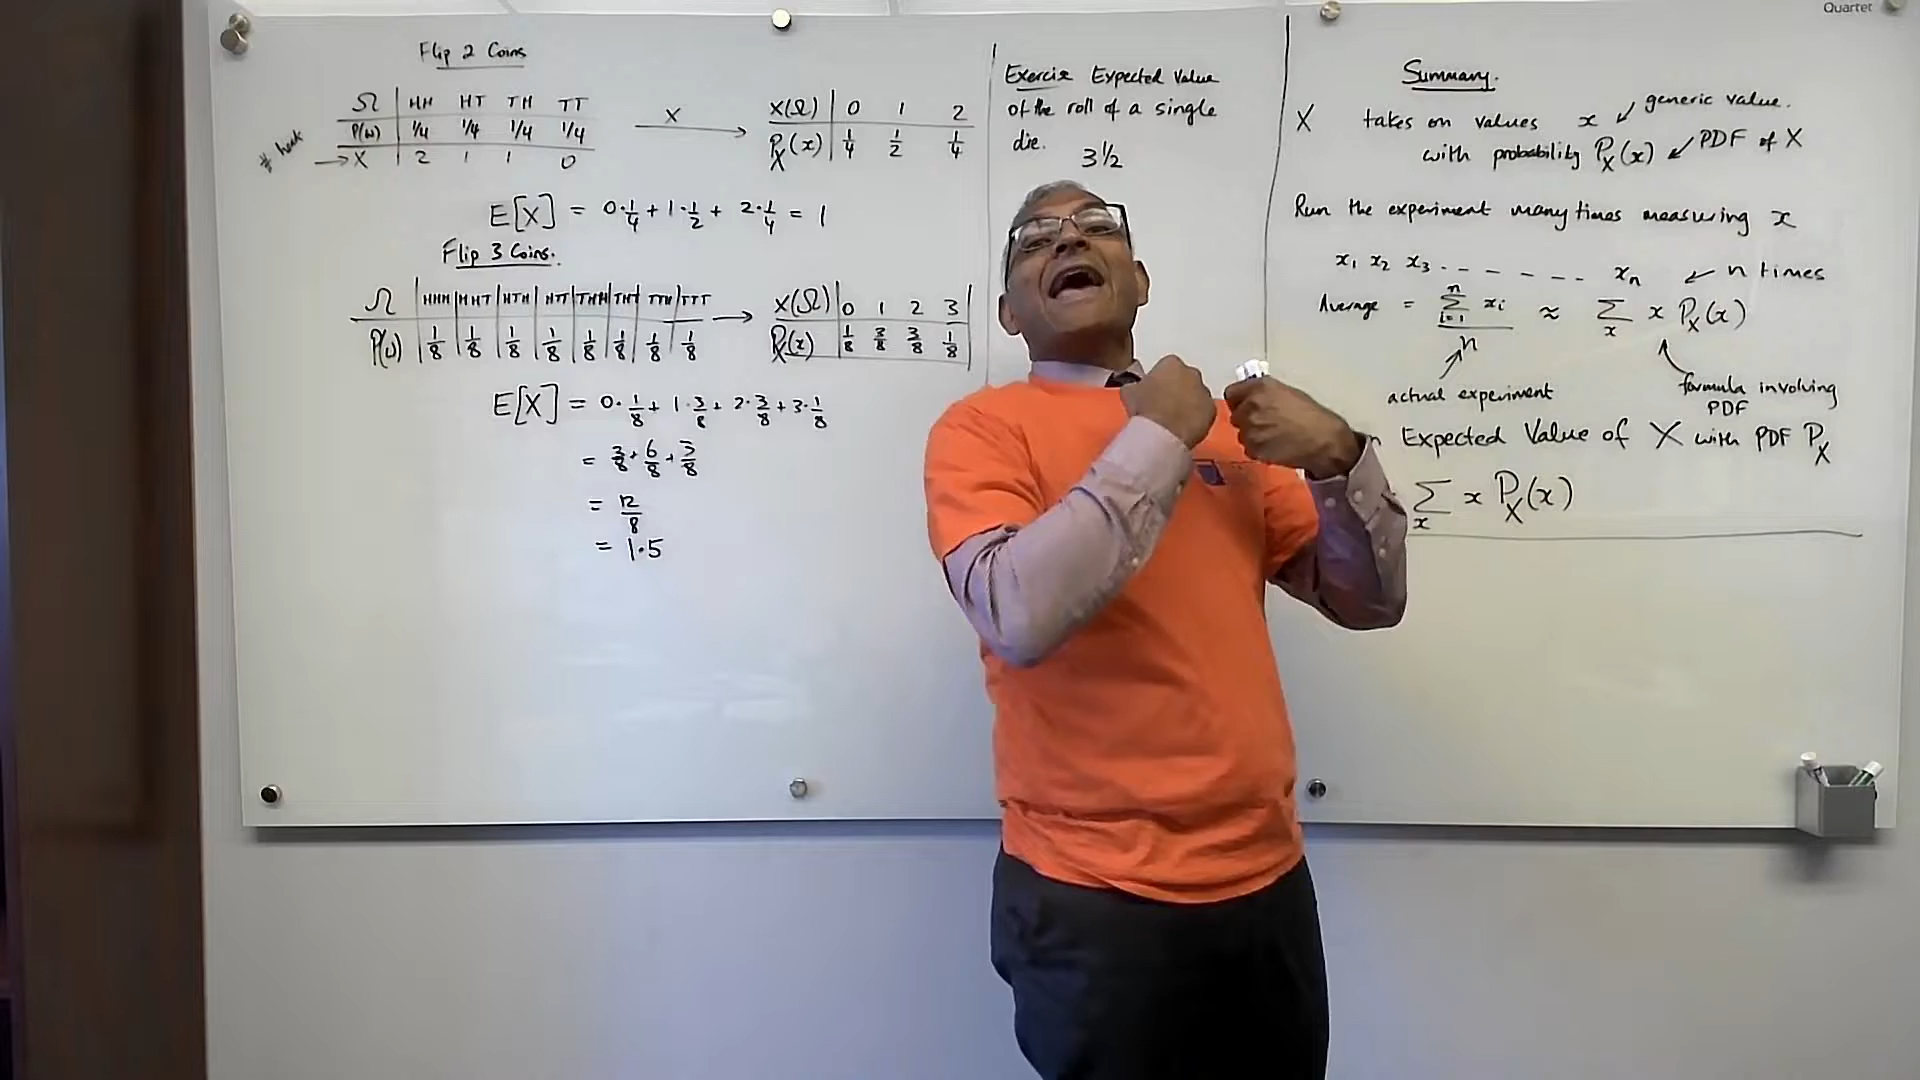 Quartet
Flip 2 Coins
Ω HH HT TH TT
P(ω) 1/4 1/4 1/4 1/4
# heads → X 2 1 1 0
X →
X(Ω) 0 1 2
P_X(x) 1/4 1/2 1/4
E[X] = 0·1/4 + 1·1/2 + 2·1/4 = 1
Flip 3 Coins.
Ω HHH HHT HTH HTT THH THT TTH TTT →
P(ω) 1/8 1/8 1/8 1/8 1/8 1/8 1/8 1/8
X(Ω) 0 1 2 3
P_X(x) 1/8 3/8 3/8 1/8
E[X] = 0·1/8 + 1·3/8 + 2·3/8 + 3·1/8
= 3/8 + 6/8 + 3/8
= 12/8
= 1·5
Exercise Expected Value
of the roll of a single
die.
3 1/2
Summary.
X takes on values x ↙ generic value.
with probability P_X(x) ↙ PDF of X
Run the experiment many times measuring x
x₁ x₂ x₃ . - - - - - - . xₙ ← n times
Average = Σ_{i=1}^{n} xᵢ / n ≈ Σ_x x P_X(x)
actual experiment
formula involving
PDF
Expected Value of X with PDF P_X
Σ_x x P_X(x)